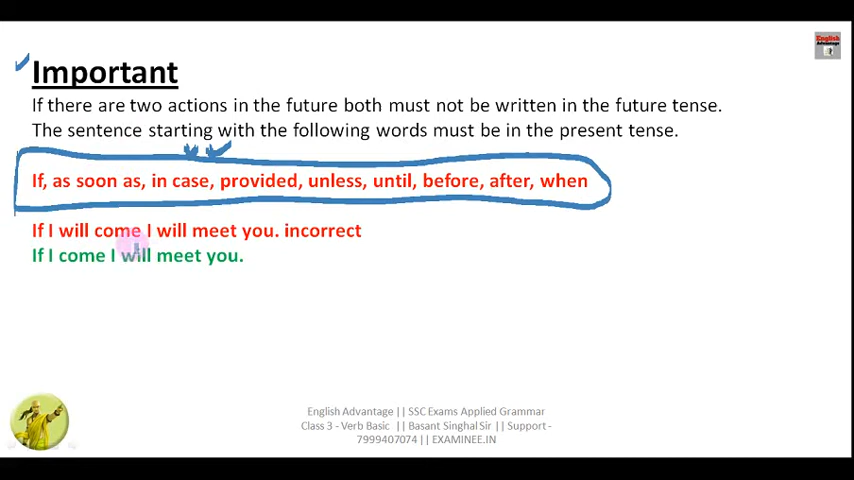 English
Advantage
Important
If there are two actions in the future both must not be written in the future tense.
The sentence starting with the following words must be in the present tense.
If, as soon as, in case, provided, unless, until, before, after, when
If I will come I will meet you. incorrect
If I come I will meet you.
English Advantage || SSC Exams Applied Grammar
Class 3 - Verb Basic || Basant Singhal Sir || Support -
7999407074 || EXAMINEE.IN